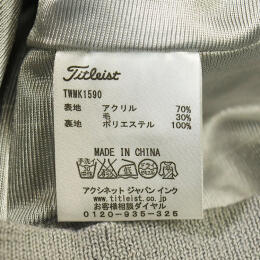 Titleist
TWMK1590
表地 アクリル 70%
毛 30%
裏地 ポリエステル 100%
MADE IN CHINA
アクシネット ジャパン インク
www.titleist.co.jp
お客様相談ダイヤル
0120-935-325